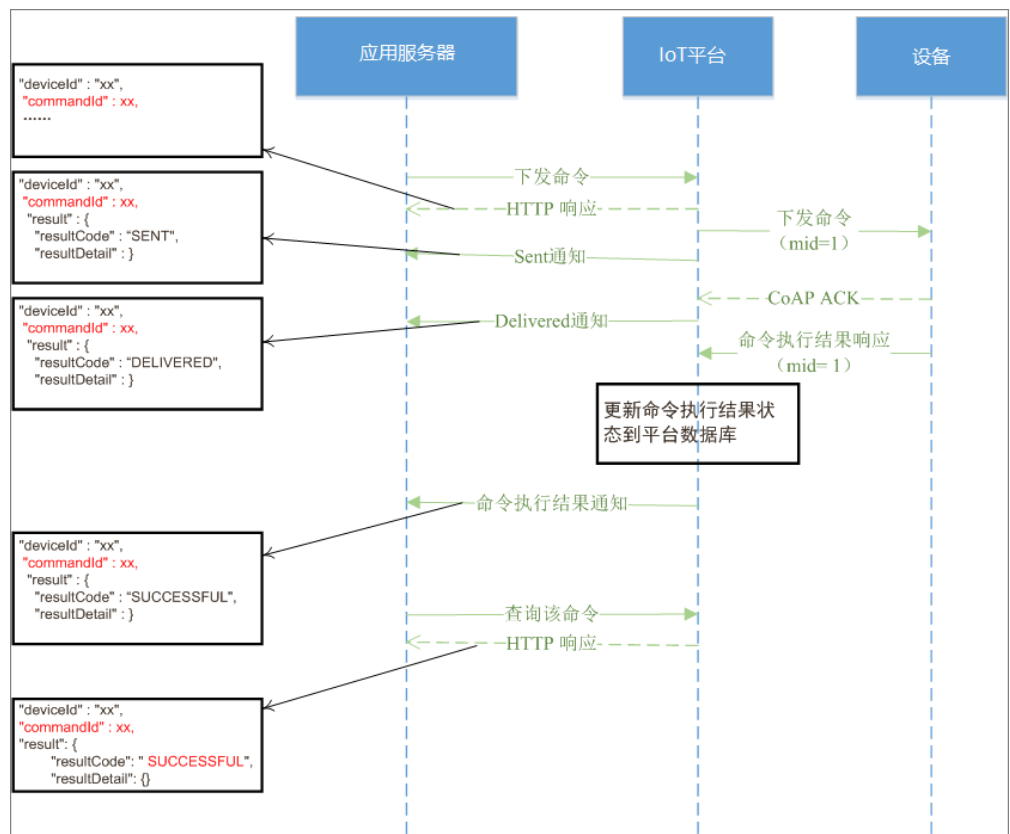 应用服务器
IoT平台
设备
"deviceId" : "xx",
"commandId" : xx,
......
下发命令
HTTP 响应
"deviceId" : "xx",
"commandId" : xx,
"result" : {
"resultCode" : “SENT”,
"resultDetail" : }
下发命令
（mid=1）
Sent通知
CoAP ACK
"deviceId" : "xx",
"commandId" : xx,
"result" : {
"resultCode" : “DELIVERED”,
"resultDetail" : }
Delivered通知
命令执行结果响应
（mid= 1）
更新命令执行结果状
态到平台数据库
命令执行结果通知
"deviceId" : "xx",
"commandId" : xx,
"result" : {
"resultCode" : “SUCCESSFUL”,
"resultDetail" : }
查询该命令
HTTP 响应
"deviceId" : "xx",
"commandId" : xx,
"result": {
"resultCode": " SUCCESSFUL",
"resultDetail": {}